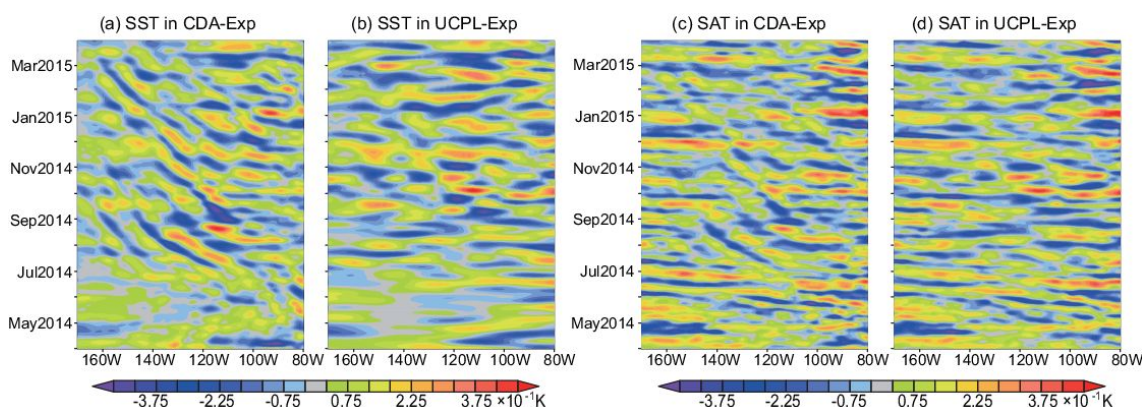 (a) SST in CDA-Exp (b) SST in UCPL-Exp (c) SAT in CDA-Exp (d) SAT in UCPL-Exp
Mar2015 Mar2015
Jan2015 Jan2015
Nov2014 Nov2014
Sep2014 Sep2014
Jul2014 Jul2014
May2014 May2014
160W 140W 120W 100W 80W 160W 140W 120W 100W 80W 160W 140W 120W 100W 80W 160W 140W 120W 100W 80W
-3.75 -2.25 -0.75 0.75 2.25 3.75 ×10⁻¹K -3.75 -2.25 -0.75 0.75 2.25 3.75 ×10⁻¹K